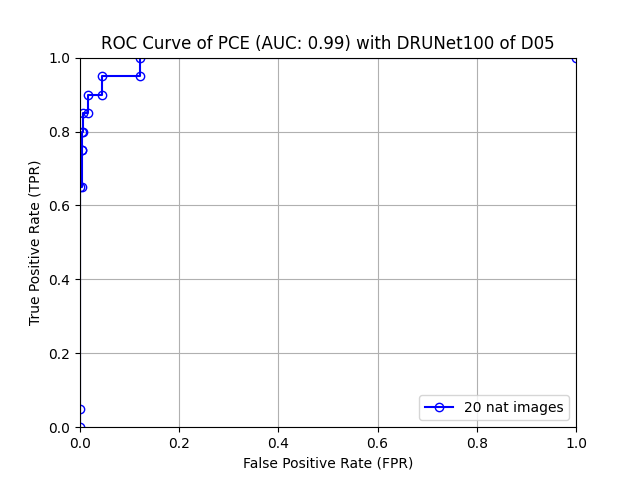 ROC Curve of PCE (AUC: 0.99) with DRUNet100 of D05
1.0
0.8
0.6
0.4
0.2
0.0
True Positive Rate (TPR)
20 nat images
0.0 0.2 0.4 0.6 0.8 1.0
False Positive Rate (FPR)